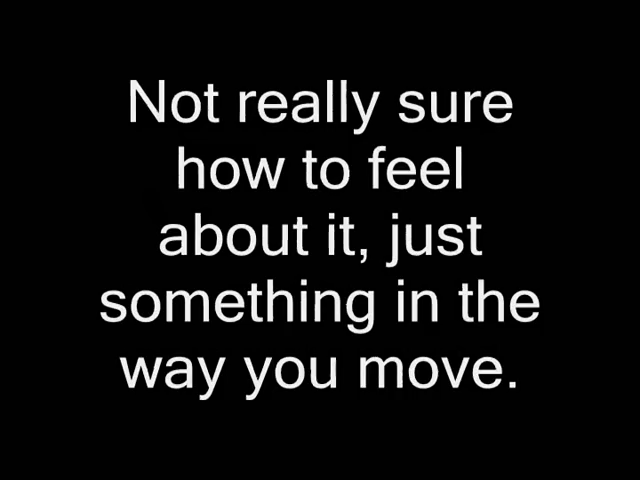 Not really sure
how to feel
about it, just
something in the
way you move.